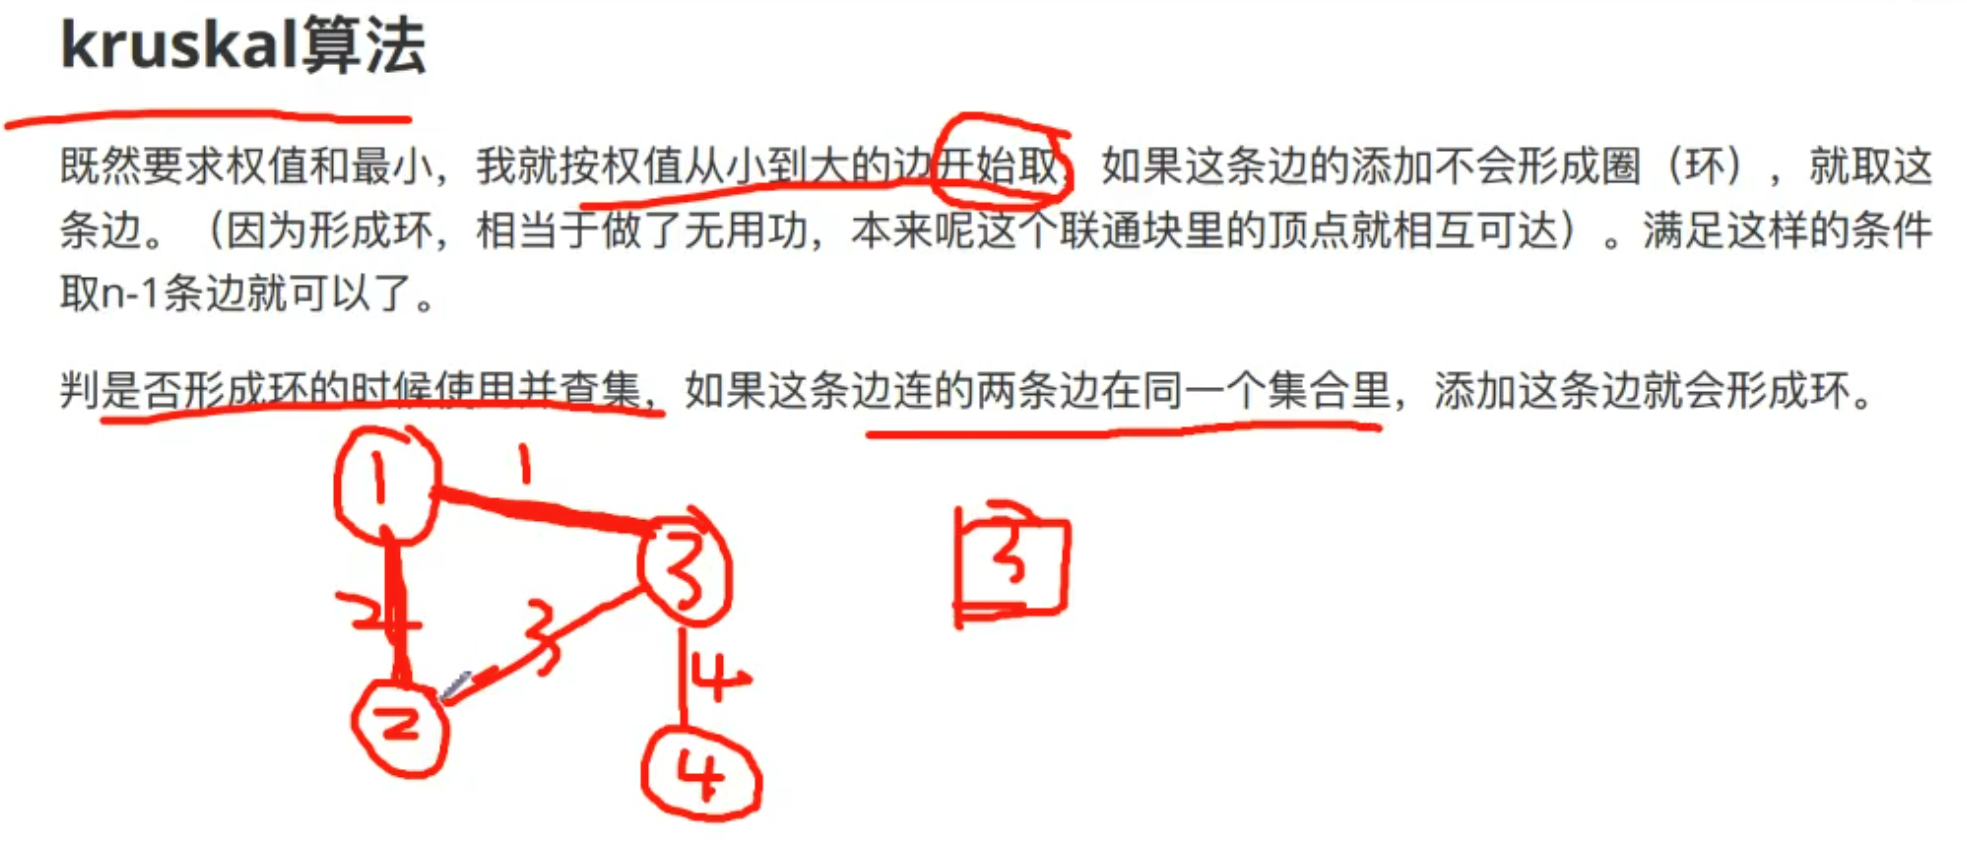 kruskal算法
既然要求权值和最小，我就按权值从小到大的边开始取，如果这条边的添加不会形成圈（环），就取这
条边。（因为形成环，相当于做了无用功，本来呢这个联通块里的顶点就相互可达）。满足这样的条件
取n-1条边就可以了。
判是否形成环的时候使用并查集，如果这条边连的两条边在同一个集合里，添加这条边就会形成环。
1
1
3
3
2
3
4
2
4